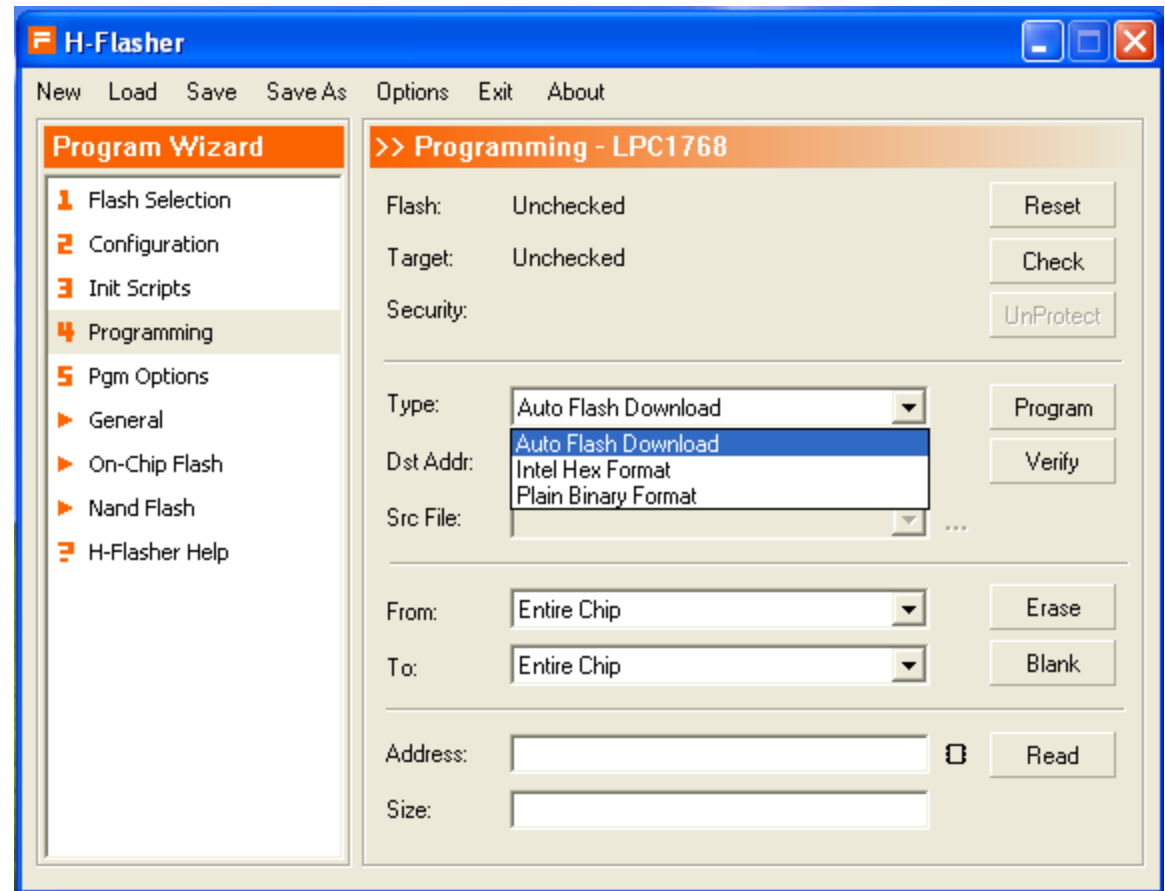 H-Flasher
New Load Save Save As Options Exit About
Program Wizard
1 Flash Selection
2 Configuration
3 Init Scripts
4 Programming
5 Pgm Options
General
On-Chip Flash
Nand Flash
? H-Flasher Help
>> Programming - LPC1768
Flash: Unchecked Reset
Target: Unchecked Check
Security: UnProtect
Type: Auto Flash Download Program
Auto Flash Download
Intel Hex Format
Plain Binary Format
Dst Addr: Verify
Src File: ...
From: Entire Chip Erase
To: Entire Chip Blank
Address: Read
Size: